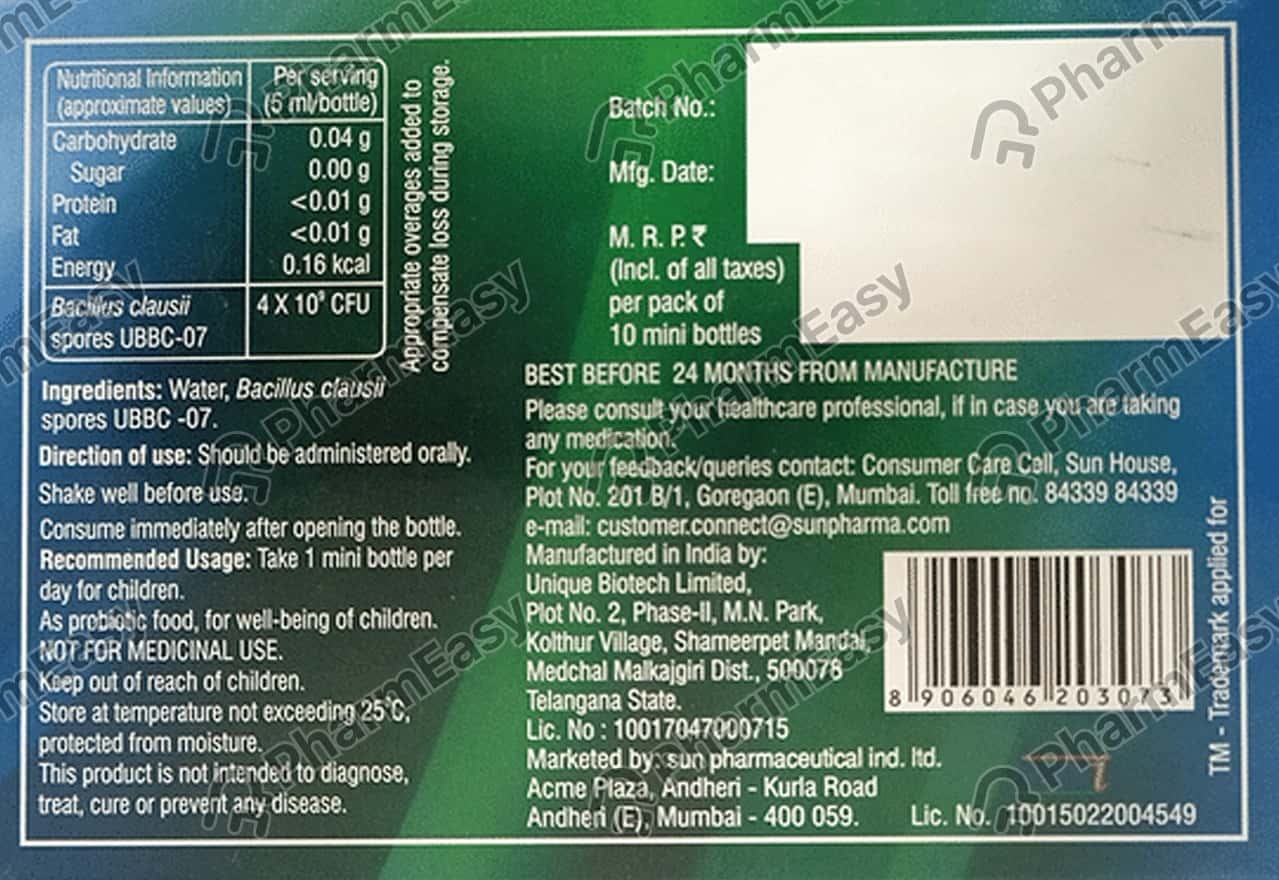 Nutritional Information Per serving
(approximate values) (5 ml/bottle)
Carbohydrate 0.04 g
Sugar 0.00 g
Protein <0.01 g
Fat <0.01 g
Energy 0.16 kcal
Bacillus clausii 4 X 10⁹ CFU
spores UBBC-07
Appropriate overages added to
compensate loss during storage.
Ingredients: Water, Bacillus clausii
spores UBBC -07.
Direction of use: Should be administered orally.
Shake well before use.
Consume immediately after opening the bottle.
Recommended Usage: Take 1 mini bottle per
day for children.
As probiotic food, for well-being of children.
NOT FOR MEDICINAL USE.
Keep out of reach of children.
Store at temperature not exceeding 25°C,
protected from moisture.
This product is not intended to diagnose,
treat, cure or prevent any disease.
Batch No.:
Mfg. Date:
M. R. P. ₹
(Incl. of all taxes)
per pack of
10 mini bottles
BEST BEFORE 24 MONTHS FROM MANUFACTURE
Please consult your healthcare professional, if in case you are taking
any medication.
For your feedback/queries contact: Consumer Care Cell, Sun House,
Plot No. 201 B/1, Goregaon (E), Mumbai. Toll free no. 84339 84339
e-mail: customer.connect@sunpharma.com
Manufactured in India by:
Unique Biotech Limited,
Plot No. 2, Phase-II, M.N. Park,
Kolthur Village, Shameerpet Mandal,
Medchal Malkajgiri Dist., 500078
Telangana State.
Lic. No : 10017047000715
Marketed by: sun pharmaceutical ind. ltd.
Acme Plaza, Andheri - Kurla Road
Andheri (E), Mumbai - 400 059.
8 906046 203073
Lic. No. 10015022004549
TM - Trademark applied for
PharmEasy